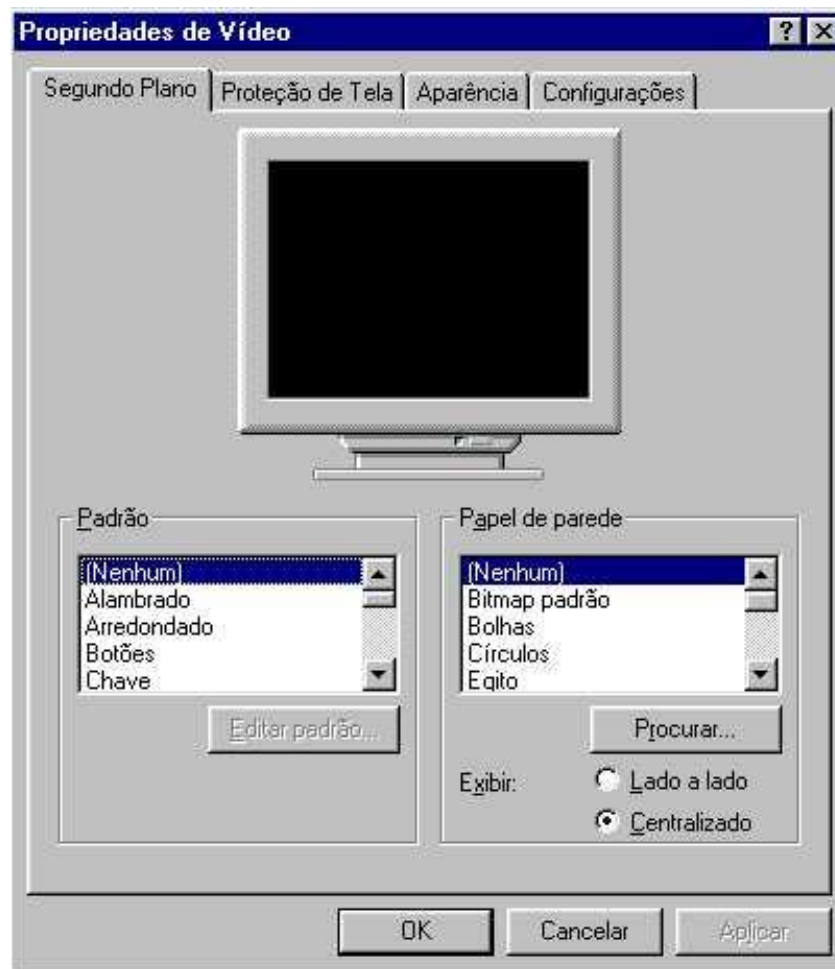 Propriedades de Vídeo
Segundo Plano Proteção de Tela Aparência Configurações
Padrão
(Nenhum)
Alambrado
Arredondado
Botões
Chave
Editar padrão...
Papel de parede
(Nenhum)
Bitmap padrão
Bolhas
Círculos
Egito
Procurar...
Exibir:
Lado a lado
Centralizado
OK Cancelar Aplicar